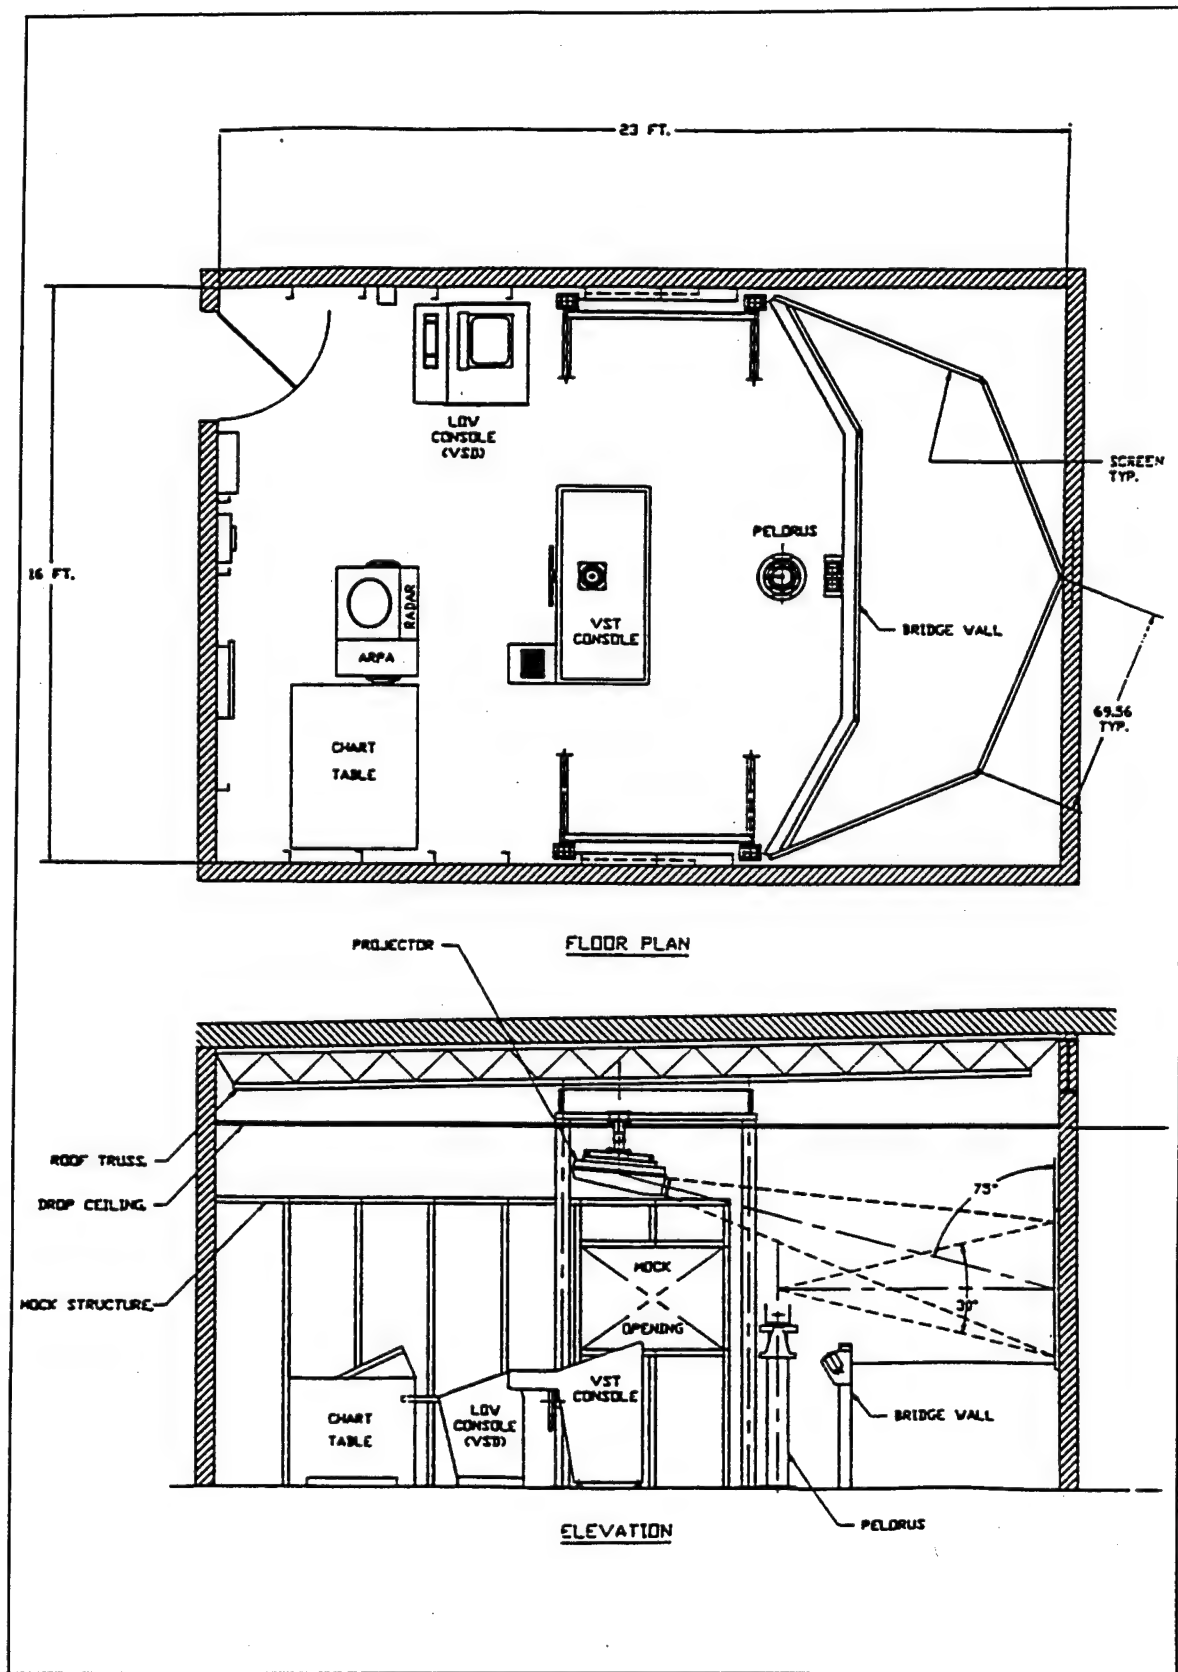 23 FT.
LOW
CONSOLE
(VSD)
SCREEN
TYP.
PELORUS
16 FT.
RADAR
VST
CONSOLE
BRIDGE WALL
ARPA
69.56
TYP.
CHART
TABLE
PROJECTOR
FLOOR PLAN
ROOF TRUSS
75°
DROP CEILING
MOCK
OPENING
MOCK STRUCTURE
30°
VST
CONSOLE
LOW
CONSOLE
(VSD)
CHART
TABLE
BRIDGE WALL
ELEVATION
PELORUS